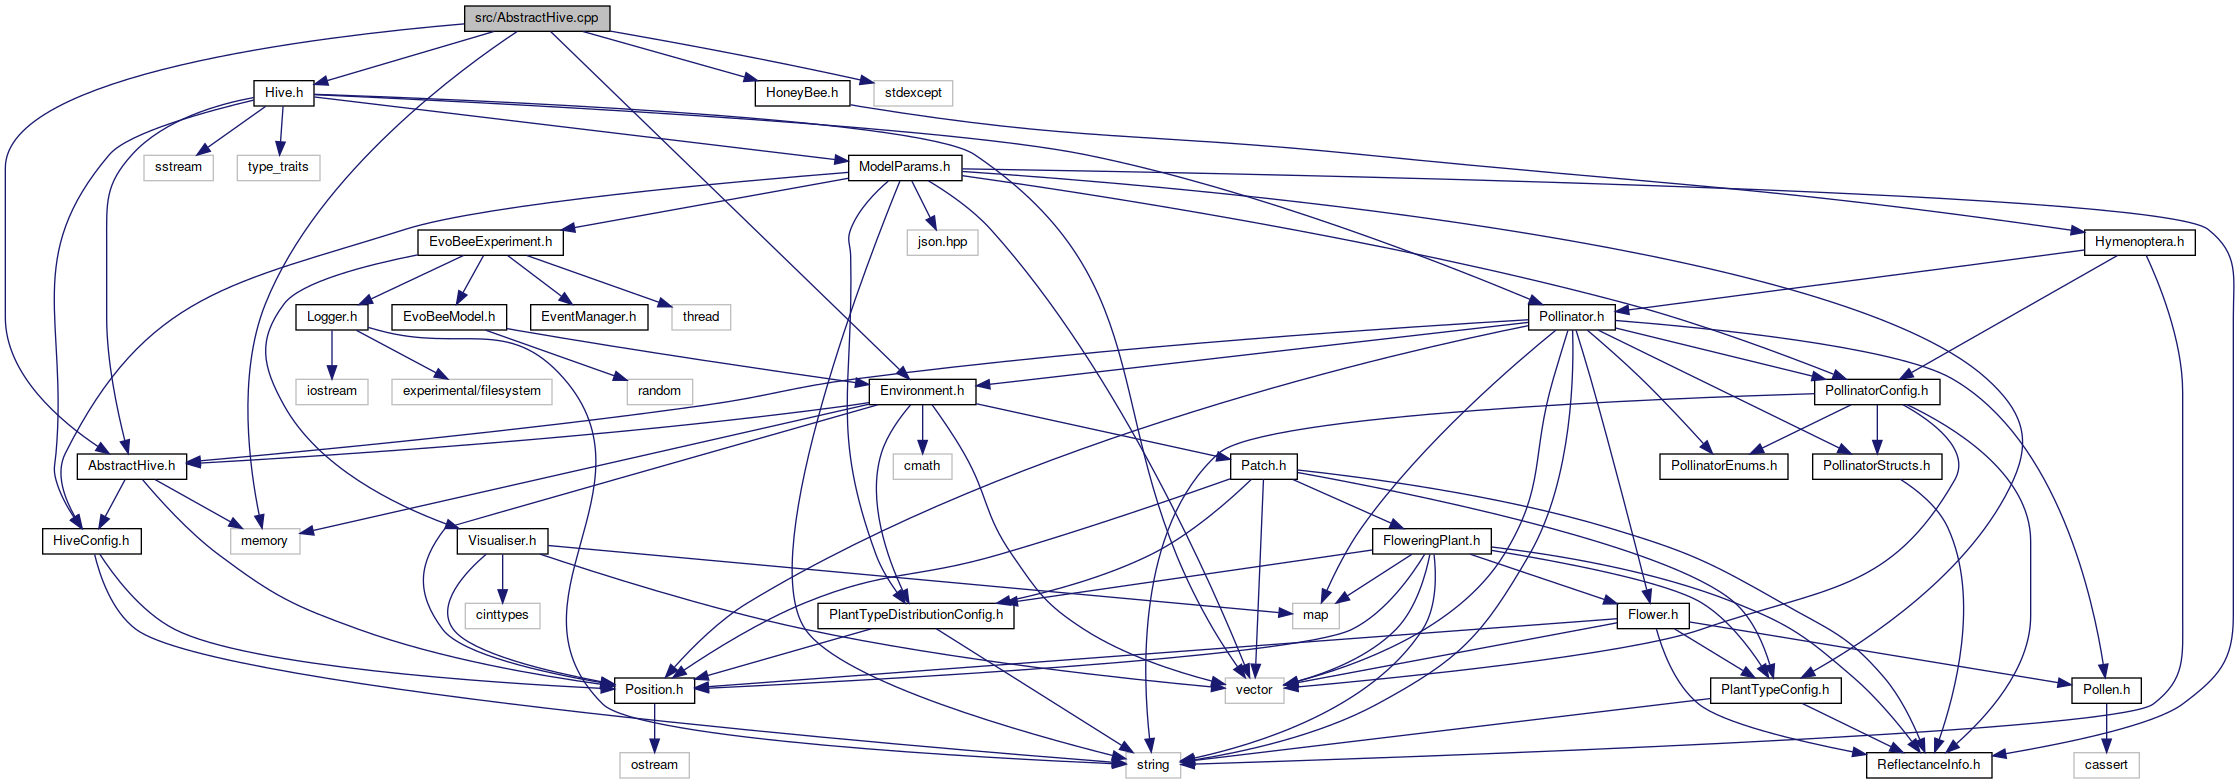 src/AbstractHive.cpp
Hive.h
HoneyBee.h
stdexcept
sstream
type_traits
ModelParams.h
EvoBeeExperiment.h
json.hpp
Hymenoptera.h
Logger.h
EvoBeeModel.h
EventManager.h
thread
Pollinator.h
iostream
experimental/filesystem
random
Environment.h
PollinatorConfig.h
AbstractHive.h
cmath
Patch.h
PollinatorEnums.h
PollinatorStructs.h
HiveConfig.h
memory
Visualiser.h
FloweringPlant.h
cinttypes
PlantTypeDistributionConfig.h
map
Flower.h
Position.h
vector
PlantTypeConfig.h
Pollen.h
ostream
string
ReflectanceInfo.h
cassert